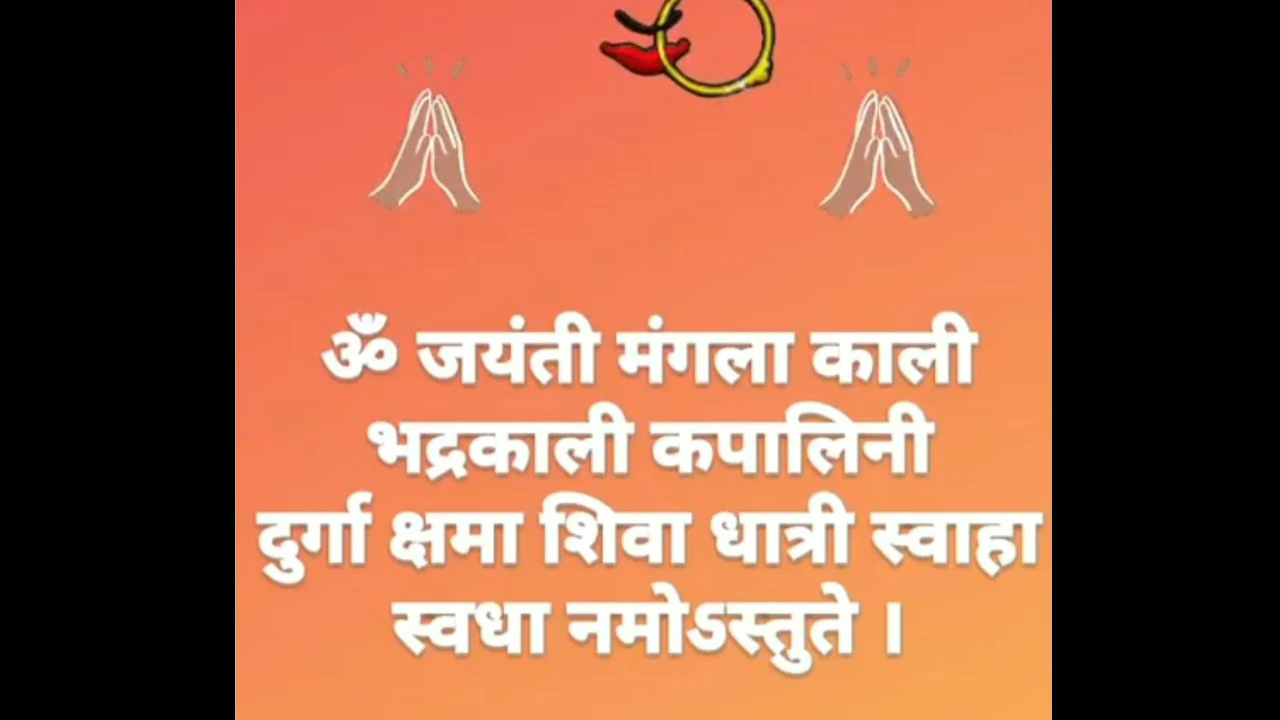 ॐ जयंती मंगला काली
भद्रकाली कपालिनी
दुर्गा क्षमा शिवा धात्री स्वाहा
स्वधा नमोऽस्तुते ।